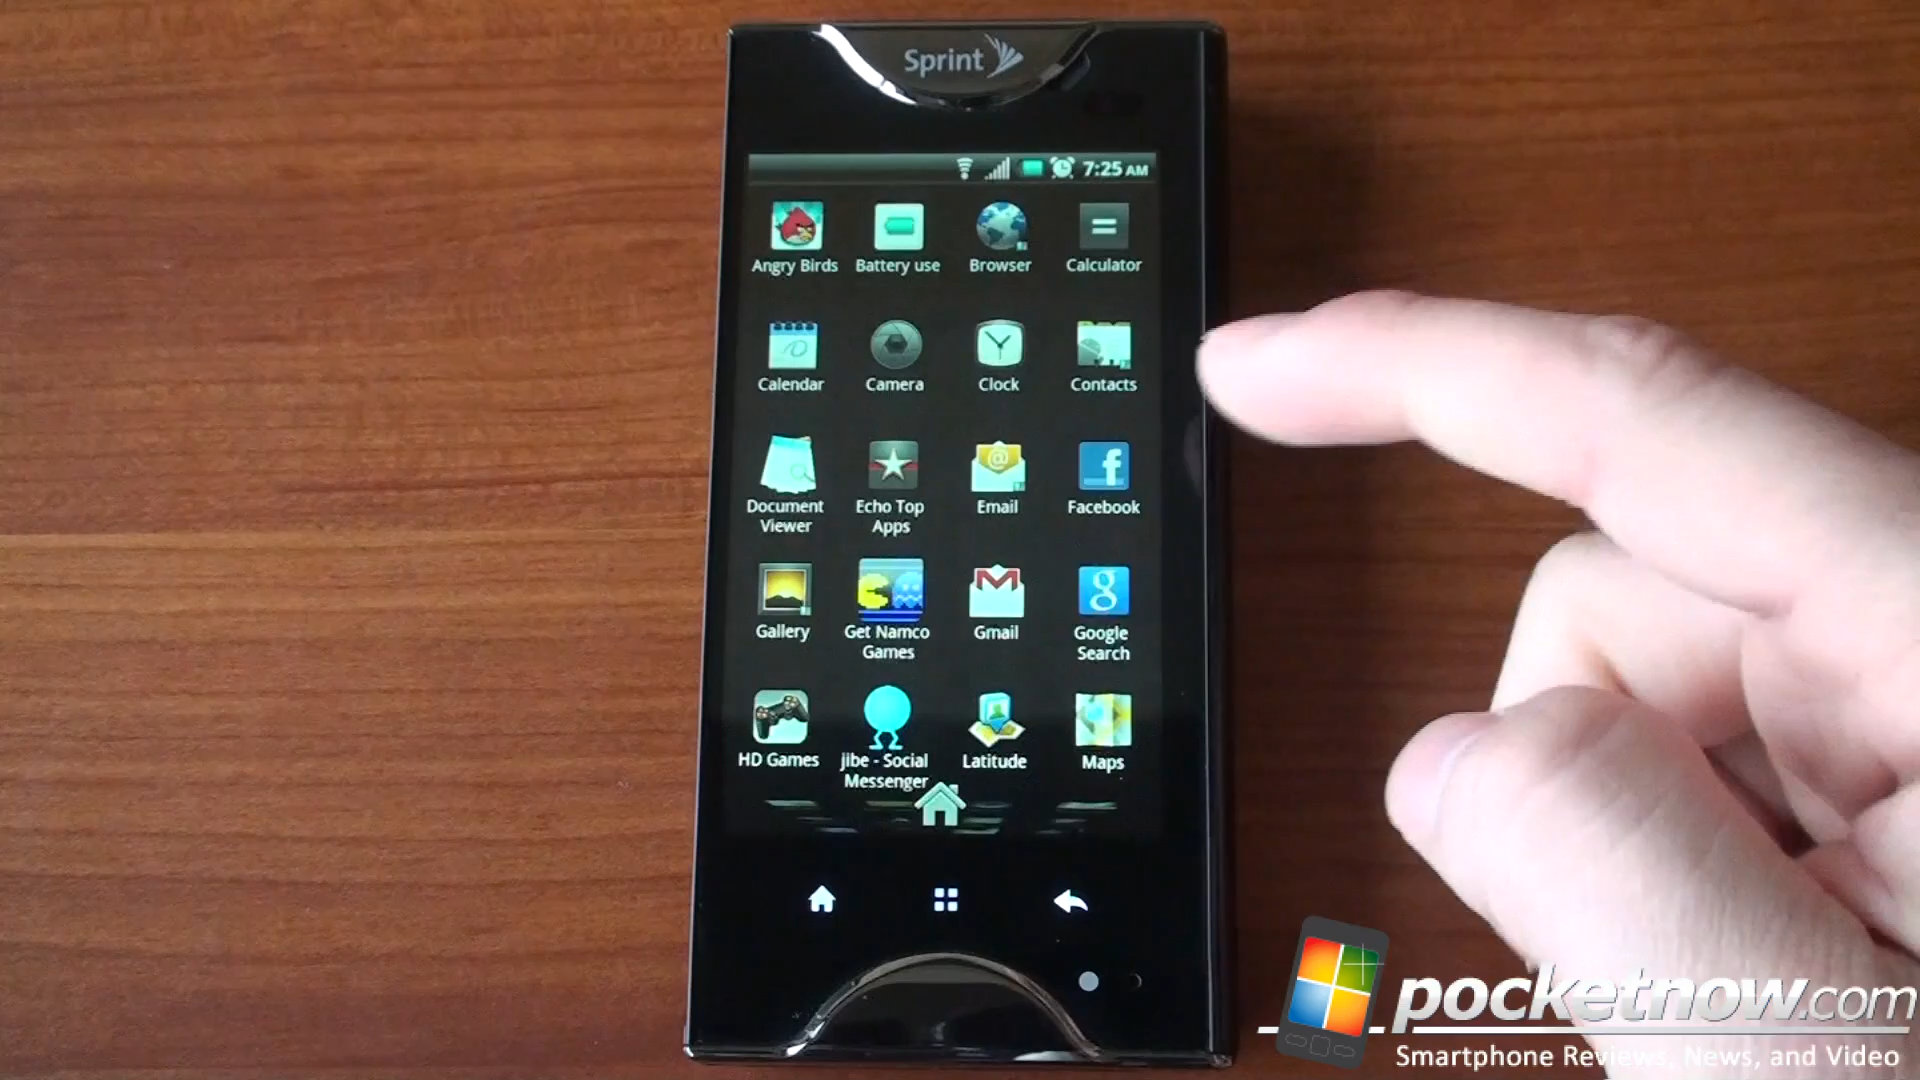 Sprint
7:25 AM
Angry Birds
Battery use
Browser
Calculator
Calendar
Camera
Clock
Contacts
Document
Viewer
Echo Top
Apps
Email
Facebook
Gallery
Get Namco
Games
Gmail
Google
Search
HD Games
jibe - Social
Messenger
Latitude
Maps
pocketnow.com
Smartphone Reviews, News, and Video